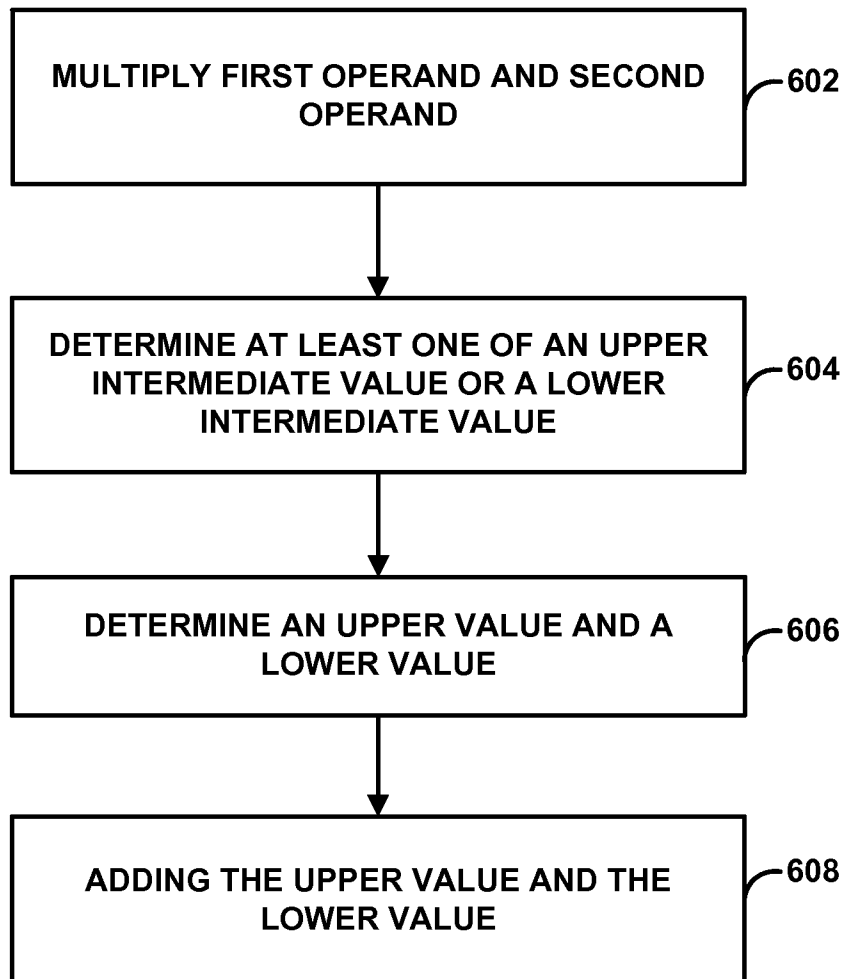 MULTIPLY FIRST OPERAND AND SECOND
OPERAND
602
DETERMINE AT LEAST ONE OF AN UPPER
INTERMEDIATE VALUE OR A LOWER
INTERMEDIATE VALUE
604
DETERMINE AN UPPER VALUE AND A
LOWER VALUE
606
ADDING THE UPPER VALUE AND THE
LOWER VALUE
608